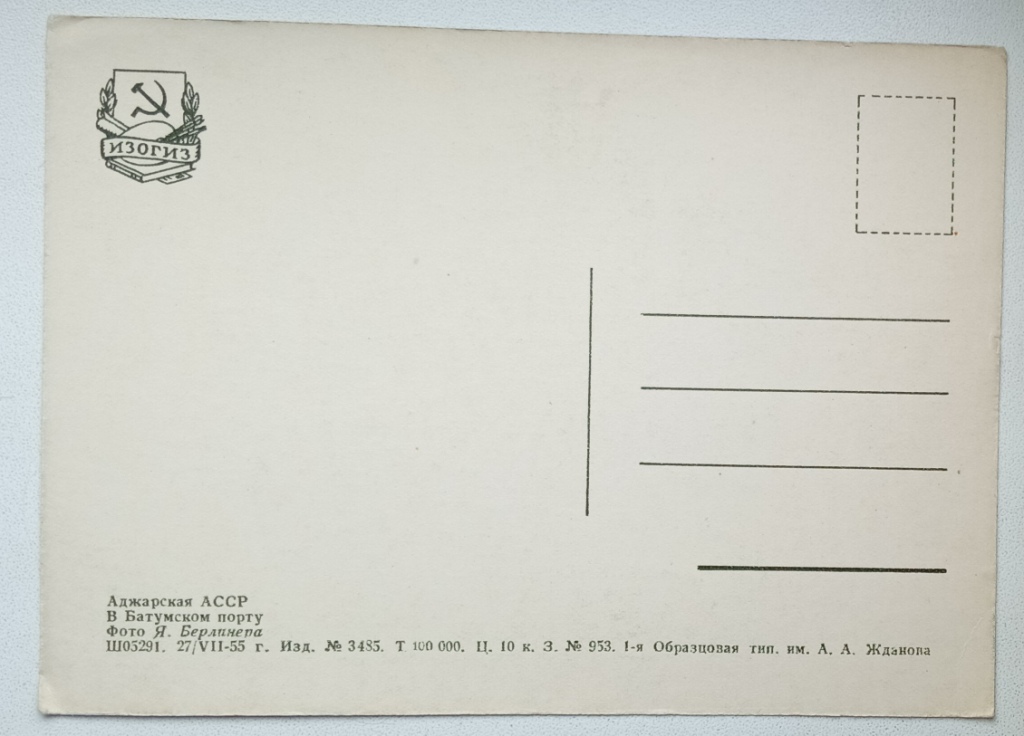 ИЗОГИЗ
Аджарская АССР
В Батумском порту
Фото Я. Берлинера
Ш05291. 27/VII-55 г. Изд. № 3485. Т 100 000. Ц. 10 к. З. № 953. 1-я Образцовая тип. им. А. А. Жданова